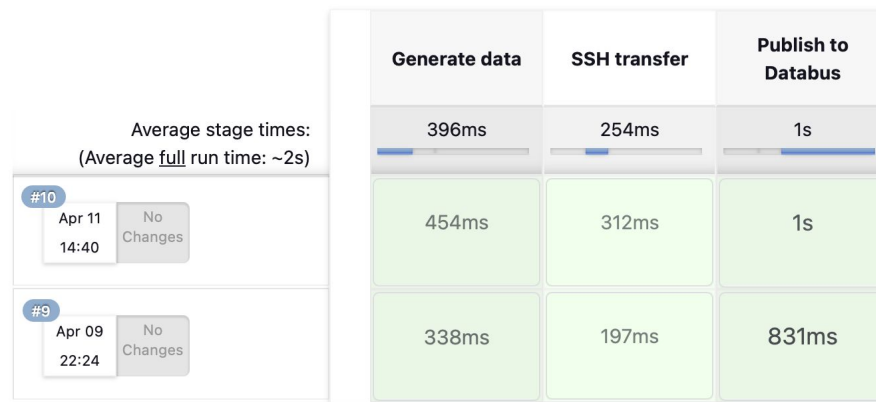 Generate data SSH transfer Publish to
Databus
Average stage times:
(Average full run time: ~2s)
396ms 254ms 1s
#10
Apr 11 No
Changes
14:40
454ms 312ms 1s
#9
Apr 09 No
Changes
22:24
338ms 197ms 831ms